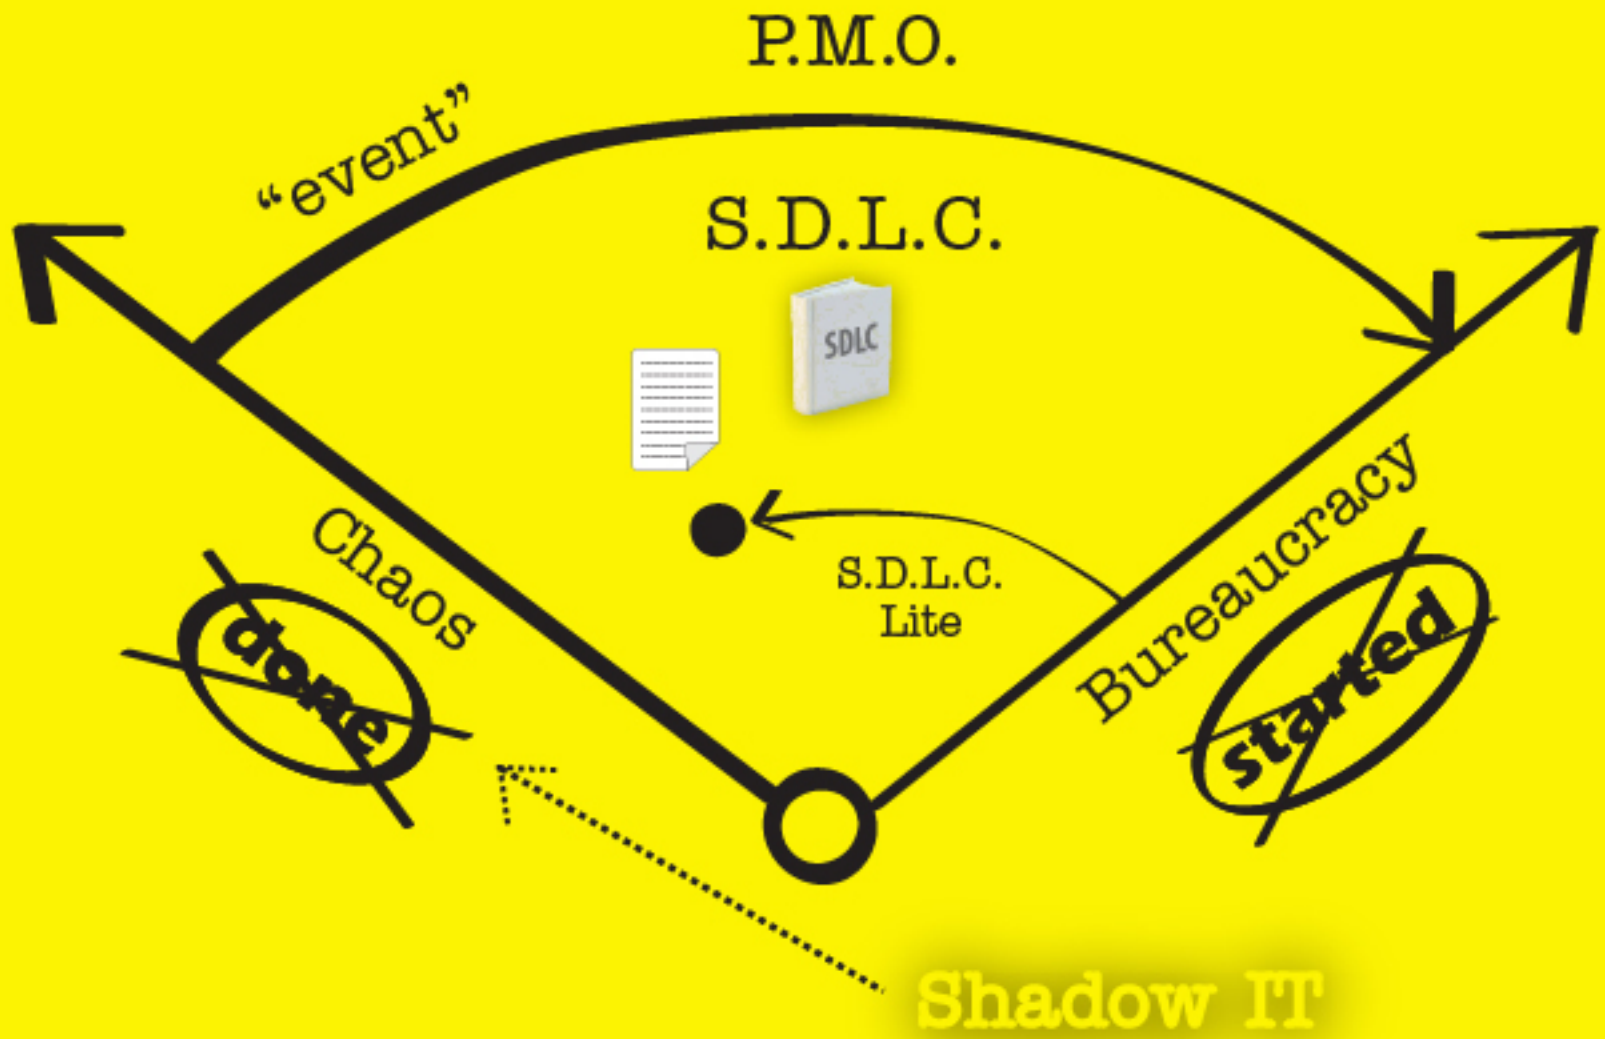 P.M.O.
“event”
S.D.L.C.
SDLC
Chaos
S.D.L.C.
Lite
Bureaucracy
done
started
Shadow IT